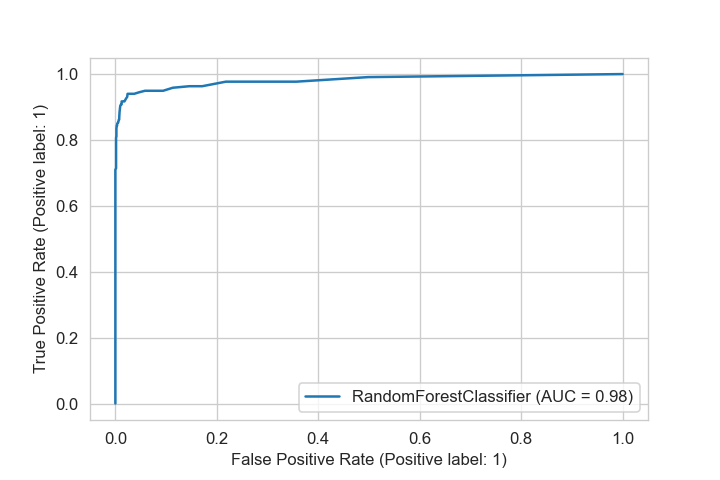 1.0
0.8
0.6
0.4
0.2
0.0
True Positive Rate (Positive label: 1)
RandomForestClassifier (AUC = 0.98)
0.0 0.2 0.4 0.6 0.8 1.0
False Positive Rate (Positive label: 1)